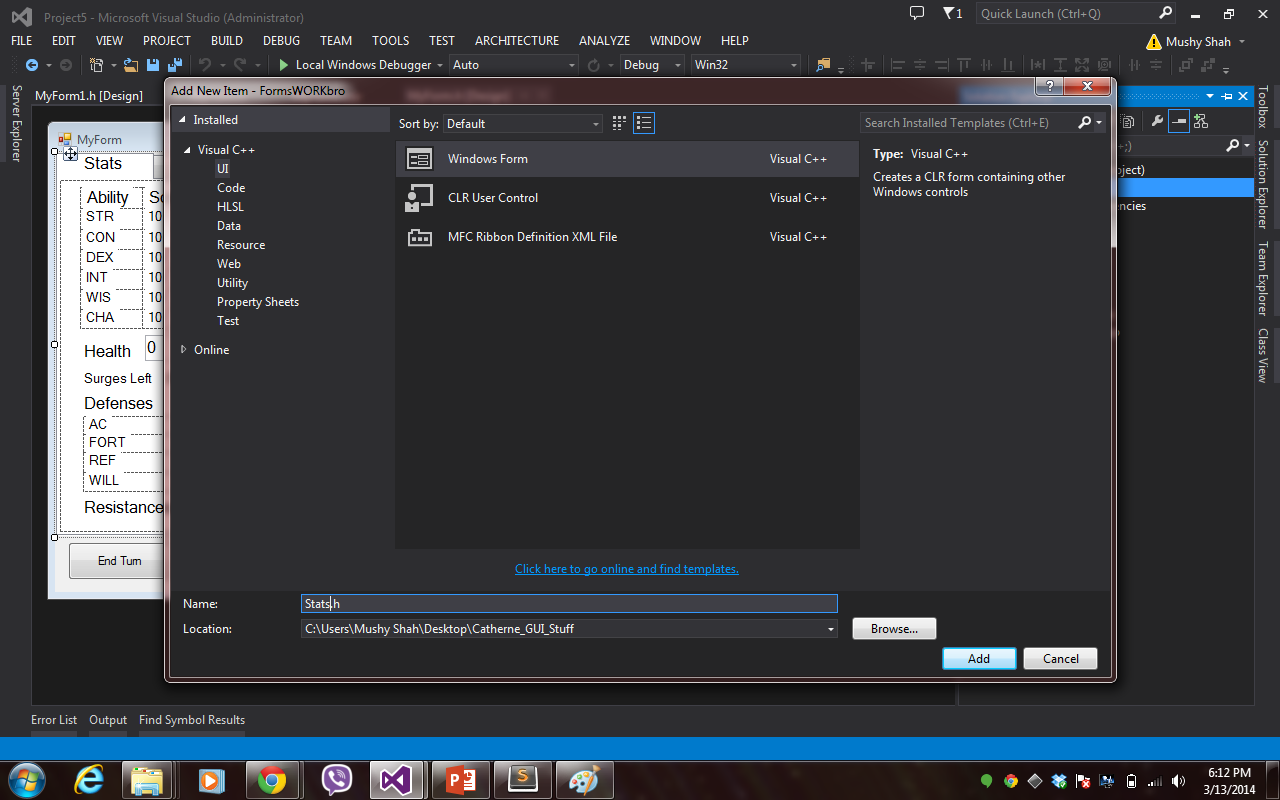 Project5 - Microsoft Visual Studio (Administrator)
1
Quick Launch (Ctrl+Q)
FILE EDIT VIEW PROJECT BUILD DEBUG TEAM TOOLS TEST ARCHITECTURE ANALYZE WINDOW HELP
Mushy Shah
Local Windows Debugger Auto Debug Win32
Server Explorer
MyForm1.h [Design]
MyForm
Stats
Ability
STR 10
CON 10
DEX 10
INT 10
WIS 10
CHA 10
Health 0
Surges Left
Defenses
AC
FORT
REF
WILL
Resistance
End Turn
Add New Item - FormsWORKbro
?
Installed
Visual C++
UI
Code
HLSL
Data
Resource
Web
Utility
Property Sheets
Test
Online
Sort by: Default
Search Installed Templates (Ctrl+E)
Windows Form Visual C++
CLR User Control Visual C++
MFC Ribbon Definition XML File Visual C++
Type: Visual C++
Creates a CLR form containing other
Windows controls
Click here to go online and find templates.
Name: Stats.h
Location: C:\Users\Mushy Shah\Desktop\Catherne_GUI_Stuff
Browse...
Add Cancel
+;)
ject)
ncies
Toolbox
Solution Explorer
Team Explorer
Class View
Error List Output Find Symbol Results
6:12 PM
3/13/2014